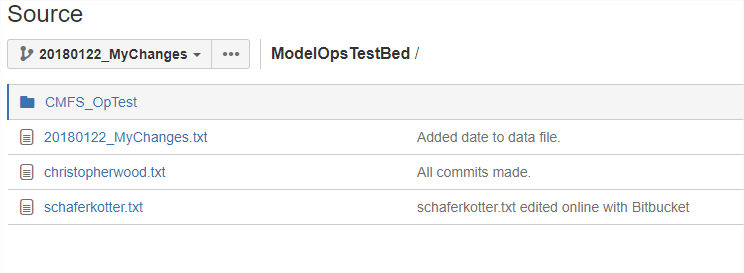 Source
20180122_MyChanges ••• ModelOpsTestBed /
CMFS_OpTest
20180122_MyChanges.txt Added date to data file.
christopherwood.txt All commits made.
schaferkotter.txt schaferkotter.txt edited online with Bitbucket